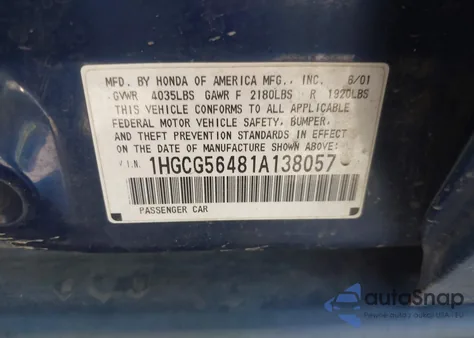 MFD. BY HONDA OF AMERICA MFG., INC. 6/01
GVWR 4035LBS GAWR F 2180LBS R 1920LBS
THIS VEHICLE CONFORMS TO ALL APPLICABLE
FEDERAL MOTOR VEHICLE SAFETY, BUMPER,
AND THEFT PREVENTION STANDARDS IN EFFECT
ON THE DATE OF MANUFACTURE SHOWN ABOVE.
V.I.N. 1HGCG56481A138057
PASSENGER CAR
autoSnap